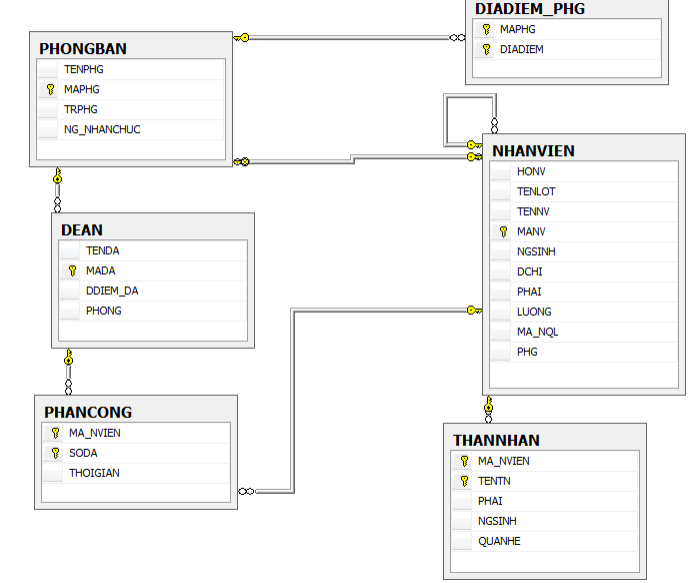 PHONGBAN
TENPHG
MAPHG
TRPHG
NG_NHANCHUC
DIADIEM_PHG
MAPHG
DIADIEM
NHANVIEN
HONV
TENLOT
TENNV
MANV
NGSINH
DCHI
PHAI
LUONG
MA_NQL
PHG
DEAN
TENDA
MADA
DDIEM_DA
PHONG
PHANCONG
MA_NVIEN
SODA
THOIGIAN
THANNHAN
MA_NVIEN
TENTN
PHAI
NGSINH
QUANHE